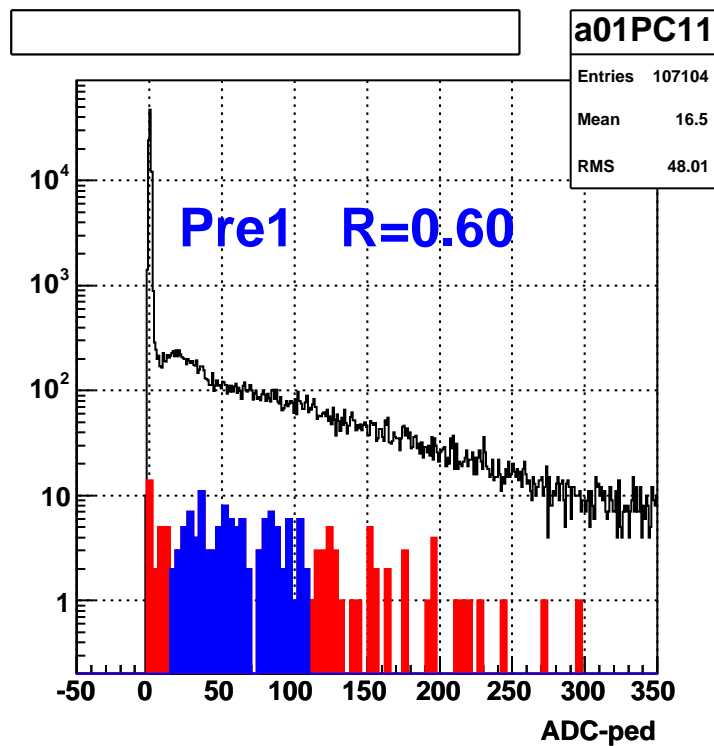 a01PC11
Entries 107104
Mean 16.5
RMS 48.01
Pre1 R=0.60
10^4
10^3
10^2
10
1
-50 0 50 100 150 200 250 300 350
ADC-ped